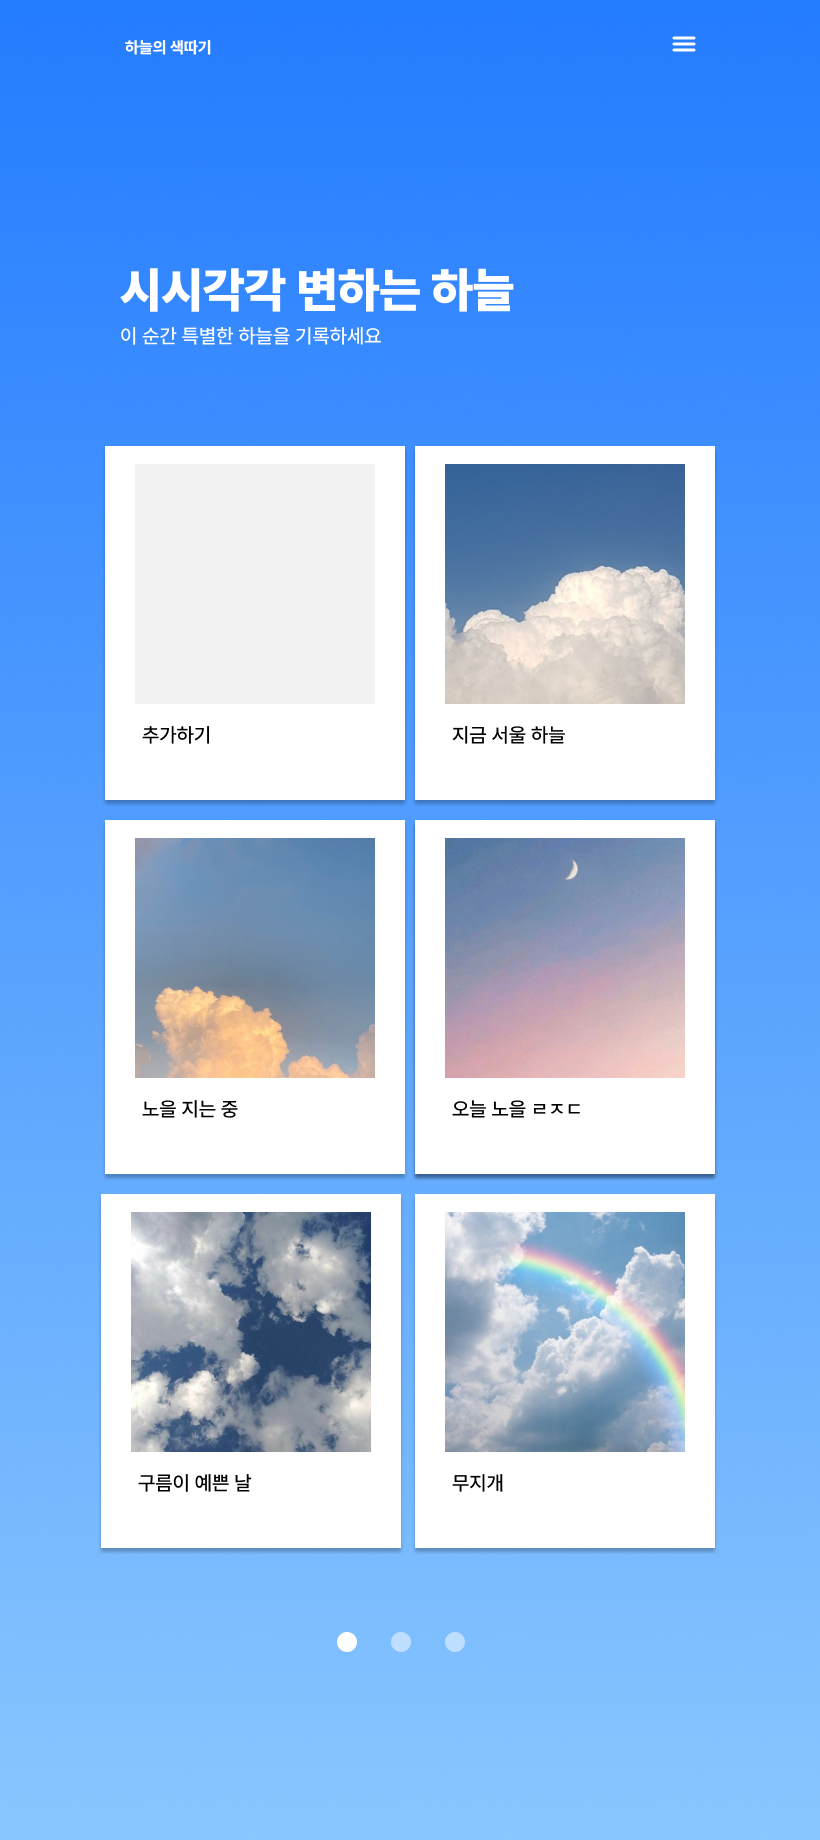 하늘의 색따기
시시각각 변하는 하늘
이 순간 특별한 하늘을 기록하세요
추가하기
지금 서울 하늘
노을 지는 중
오늘 노을 ㄹㅈㄷ
구름이 예쁜 날
무지개